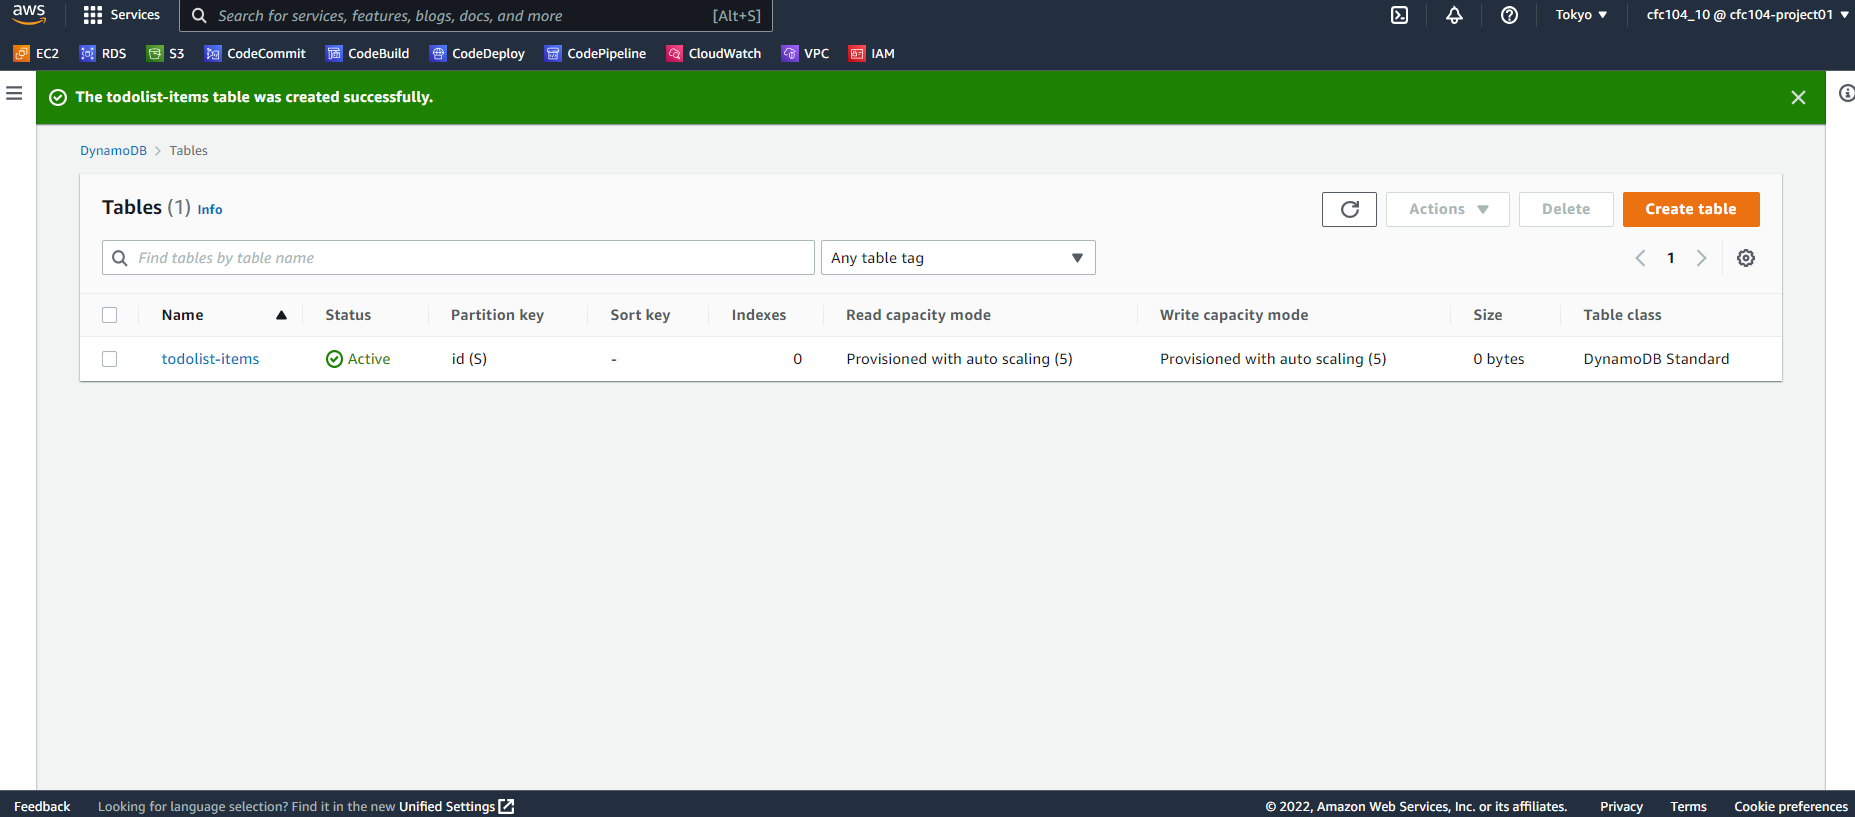 aws Services Search for services, features, blogs, docs, and more [Alt+S] Tokyo cfc104_10 @ cfc104-project01
EC2 RDS S3 CodeCommit CodeBuild CodeDeploy CodePipeline CloudWatch VPC IAM
The todolist-items table was created successfully.
DynamoDB Tables
Tables (1) Info Actions Delete Create table
Find tables by table name Any table tag 1
Name Status Partition key Sort key Indexes Read capacity mode Write capacity mode Size Table class
todolist-items Active id (S) - 0 Provisioned with auto scaling (5) Provisioned with auto scaling (5) 0 bytes DynamoDB Standard
Feedback Looking for language selection? Find it in the new Unified Settings © 2022, Amazon Web Services, Inc. or its affiliates. Privacy Terms Cookie preferences